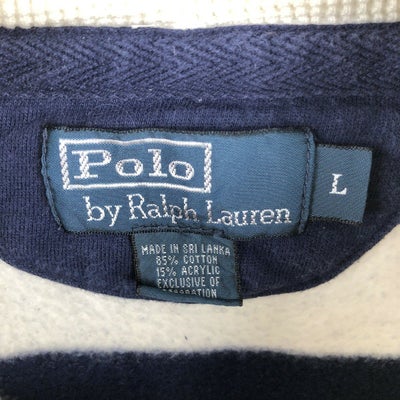 Polo
by Ralph Lauren
L
MADE IN SRI LANKA
85% COTTON
15% ACRYLIC
EXCLUSIVE OF